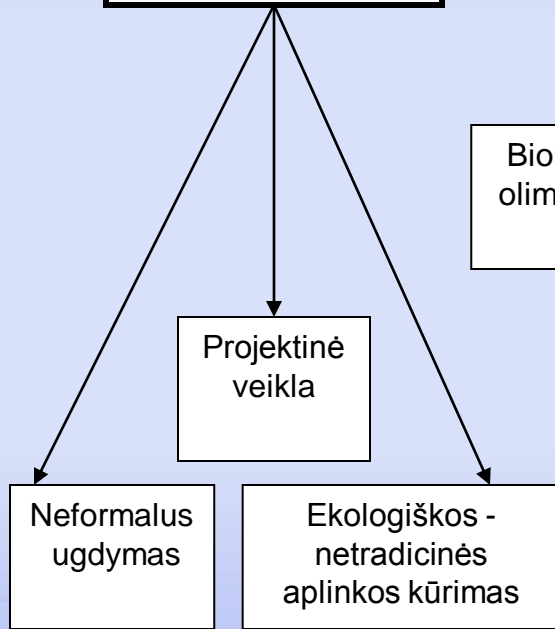 Projektinė
veikla
Neformalus
ugdymas
Ekologiškos -
netradicinės
aplinkos kūrimas